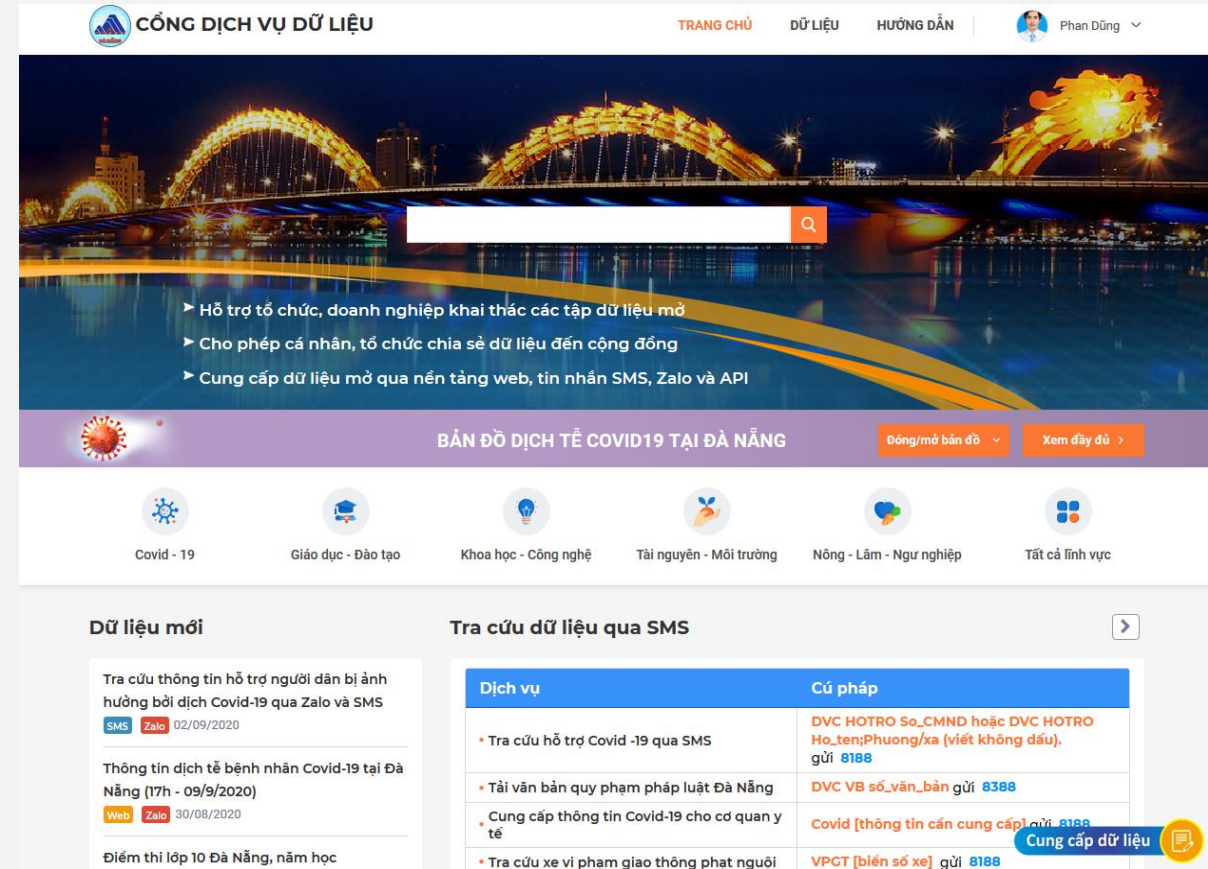 CỔNG DỊCH VỤ DỮ LIỆU
TRANG CHỦ
DỮ LIỆU
HƯỚNG DẪN
Phan Dũng
Hỗ trợ tổ chức, doanh nghiệp khai thác các tập dữ liệu mở
Cho phép cá nhân, tổ chức chia sẻ dữ liệu đến cộng đồng
Cung cấp dữ liệu mở qua nền tảng web, tin nhắn SMS, Zalo và API
BẢN ĐỒ DỊCH TỄ COVID19 TẠI ĐÀ NẴNG
Đóng/mở bản đồ
Xem đầy đủ
Covid - 19
Giáo dục - Đào tạo
Khoa học - Công nghệ
Tài nguyên - Môi trường
Nông - Lâm - Ngư nghiệp
Tất cả lĩnh vực
Dữ liệu mới
Tra cứu thông tin hỗ trợ người dân bị ảnh
hưởng bởi dịch Covid-19 qua Zalo và SMS
SMS Zalo 02/09/2020
Thông tin dịch tễ bệnh nhân Covid-19 tại Đà
Nẵng (17h - 09/9/2020)
Web Zalo 30/08/2020
Điểm thi lớp 10 Đà Nẵng, năm học
Tra cứu dữ liệu qua SMS
Dịch vụ
Cú pháp
Tra cứu hỗ trợ Covid -19 qua SMS
DVC HOTRO So_CMND hoặc DVC HOTRO
Ho_ten;Phuong/xa (viết không dấu).
gửi 8188
Tải văn bản quy phạm pháp luật Đà Nẵng
DVC VB số_văn_bản gửi 8388
Cung cấp thông tin Covid-19 cho cơ quan y
tế
Covid [thông tin cần cung cấp] gửi 8188
Tra cứu xe vi phạm giao thông phạt nguội
VPGT [biển số xe] gửi 8188
Cung cấp dữ liệu